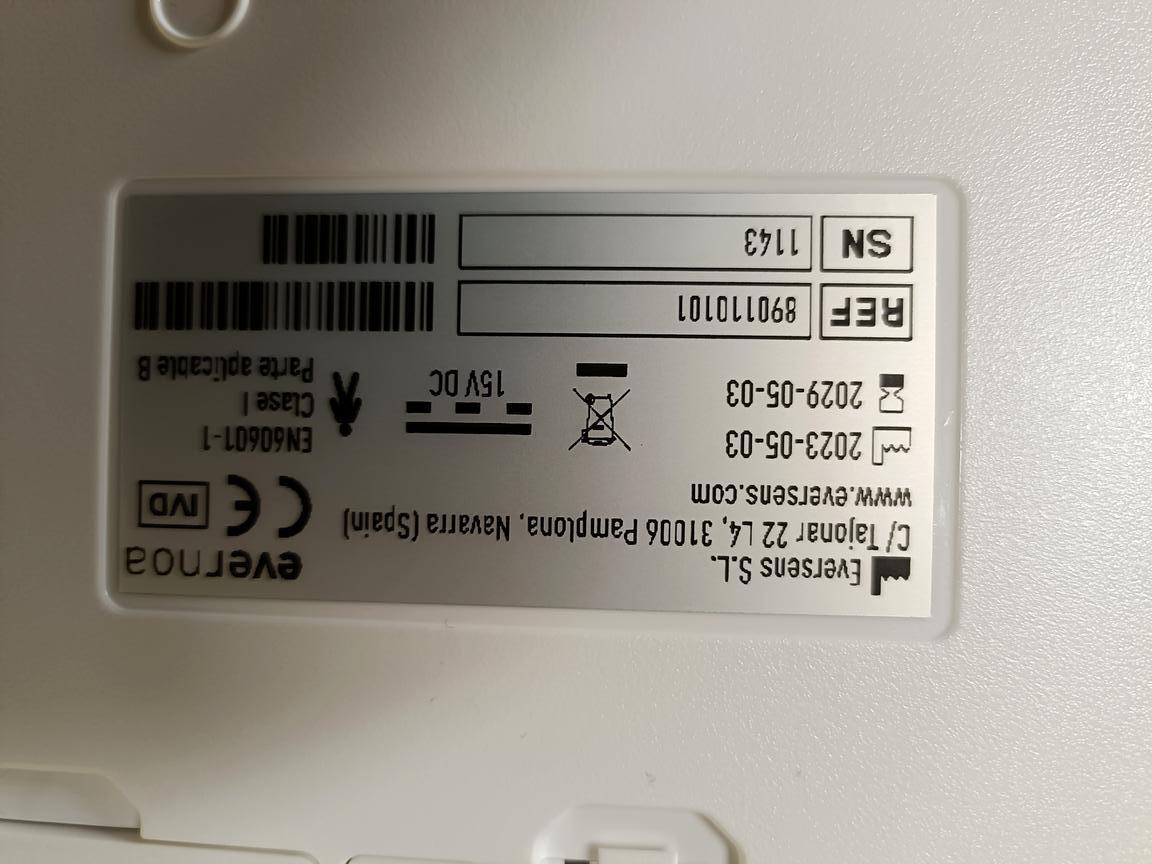 Eversens S.L.
C/ Tajonar 22 L4, 31006 Pamplona, Navarra (Spain)
www.eversens.com
evernoa
CE IVD
2023-05-03
2029-05-03
15V DC
EN60601-1
Clase I
Parte aplicable B
REF 890110101
SN 1143